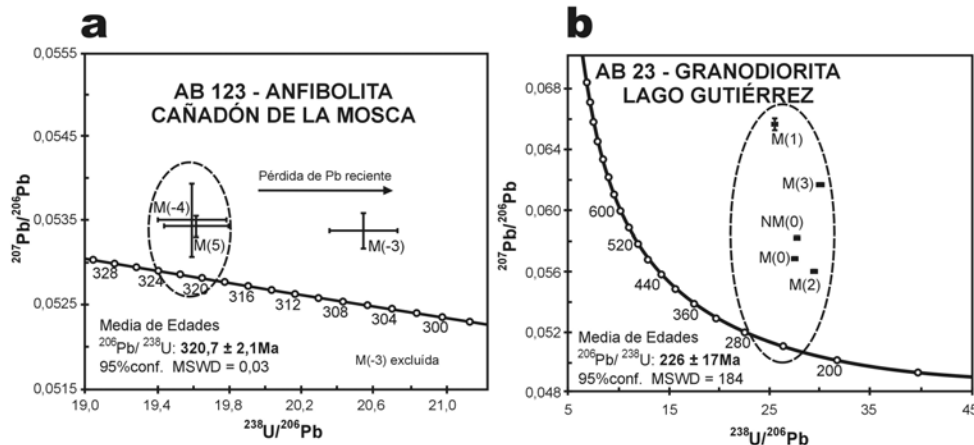 a
0,0555
0,0545
0,0535
0,0525
0,0515
207Pb/206Pb
AB 123 - ANFIBOLITA
CAÑADÓN DE LA MOSCA
Pérdida de Pb reciente
M(-4)
M(5)
M(-3)
328
324
320
316
312
308
304
300
Media de Edades
206Pb/ 238U: 320,7 ± 2,1Ma
95%conf. MSWD = 0,03
M(-3) excluída
19,0
19,4
19,8
20,2
20,6
21,0
238U/206Pb
b
0,068
0,064
0,060
0,056
0,052
0,048
207Pb/206Pb
AB 23 - GRANODIORITA
LAGO GUTIÉRREZ
M(1)
M(3)
NM(0)
M(0)
M(2)
600
520
440
360
280
200
Media de Edades
206Pb/ 238U: 226 ± 17Ma
95%conf. MSWD = 184
5
15
25
35
45
238U/206Pb